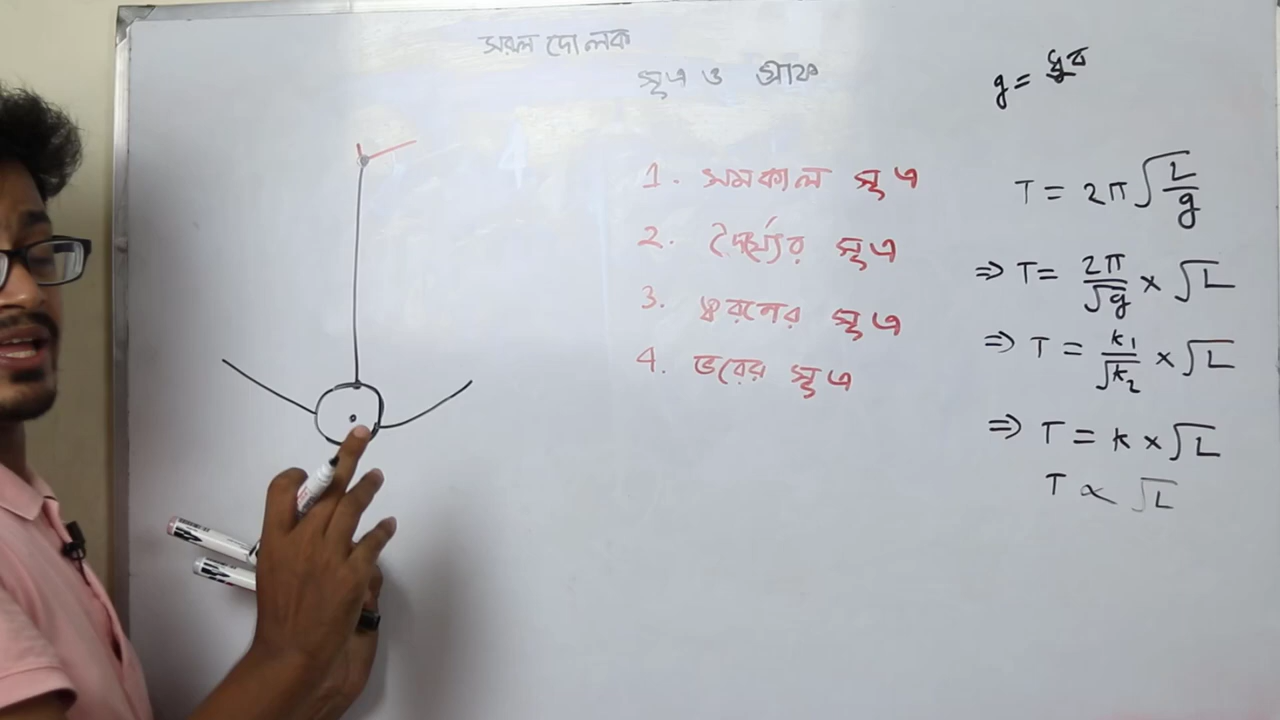 সরল দোলক
সূত্র ও গ্রাফ
1. সমকাল সূত্র
2. দৈর্ঘ্যের সূত্র
3. ত্বরণের সূত্র
4. ভরের সূত্র
g = ধ্রুব
T = 2π√(L/g)
⇒ T = 2π/√g × √L
⇒ T = k₁/√k₂ × √L
⇒ T = k × √L
T ∝ √L